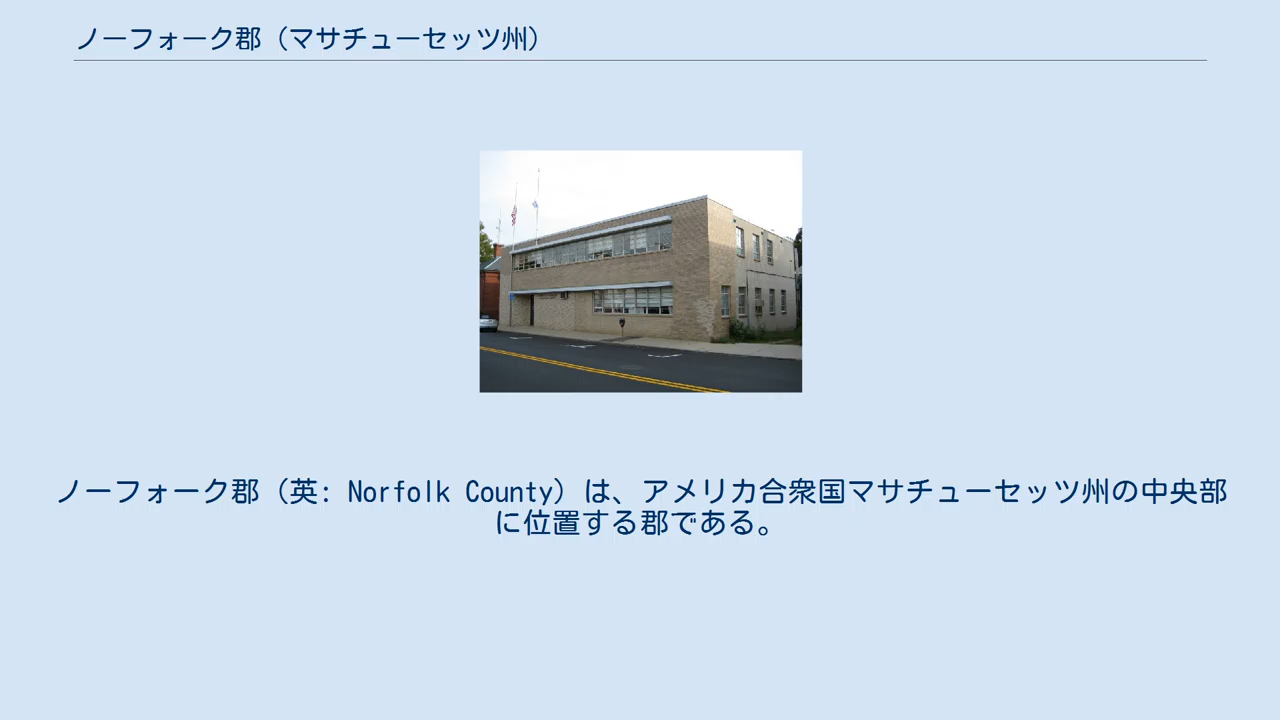 ノーフォーク郡（マサチューセッツ州）
ノーフォーク郡（英: Norfolk County）は、アメリカ合衆国マサチューセッツ州の中央部
に位置する郡である。